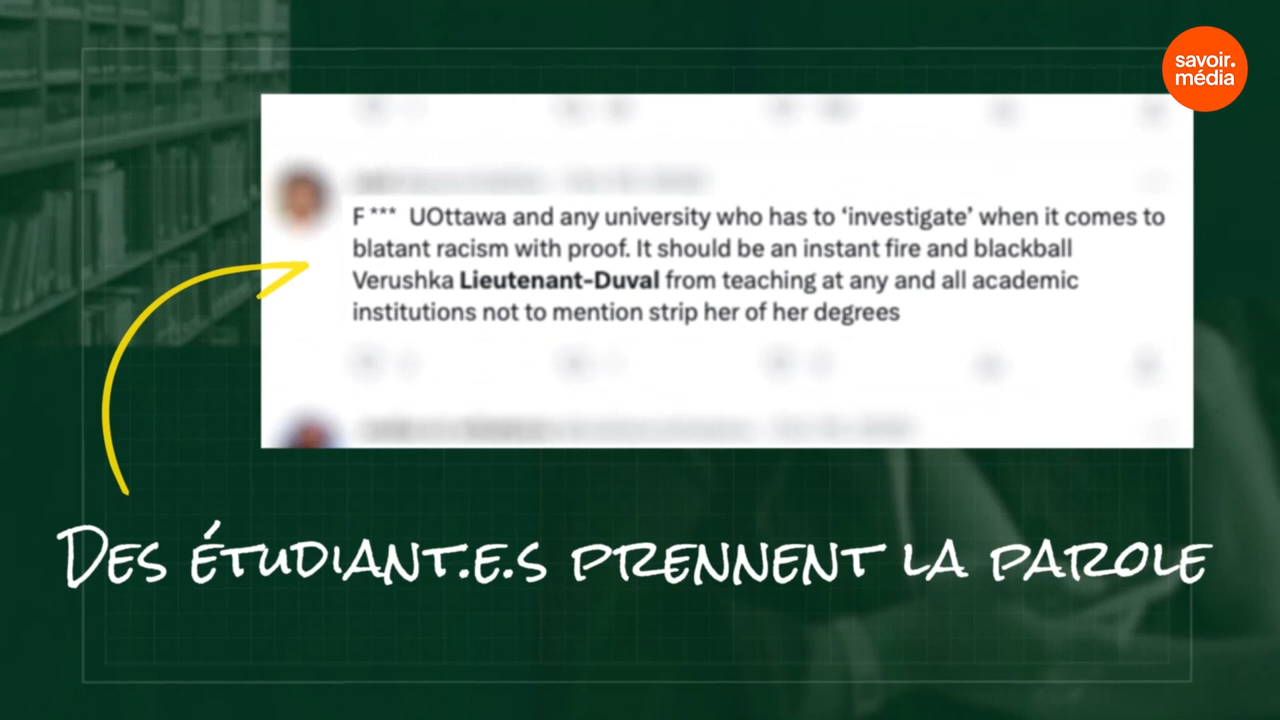 savoir.
média
F *** UOttawa and any university who has to ‘investigate’ when it comes to
blatant racism with proof. It should be an instant fire and blackball
Verushka Lieutenant-Duval from teaching at any and all academic
institutions not to mention strip her of her degrees
Des étudiant.e.s prennent la parole